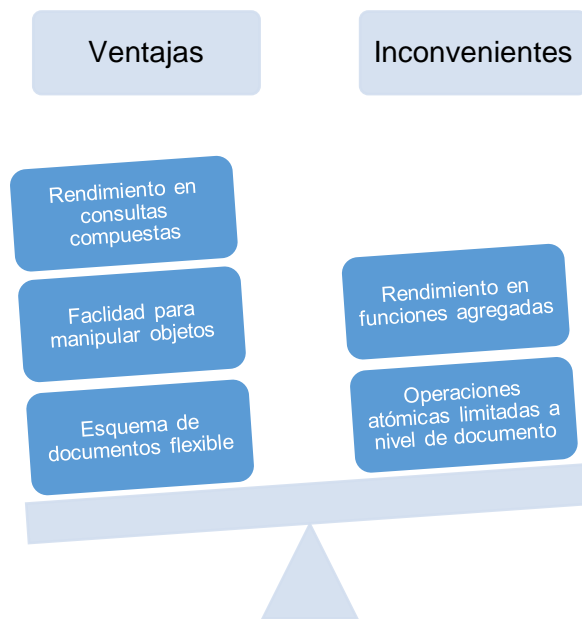 Ventajas
Inconvenientes
Rendimiento en
consultas
compuestas
Faclidad para
manipular objetos
Esquema de
documentos flexible
Rendimiento en
funciones agregadas
Operaciones
atómicas limitadas a
nivel de documento